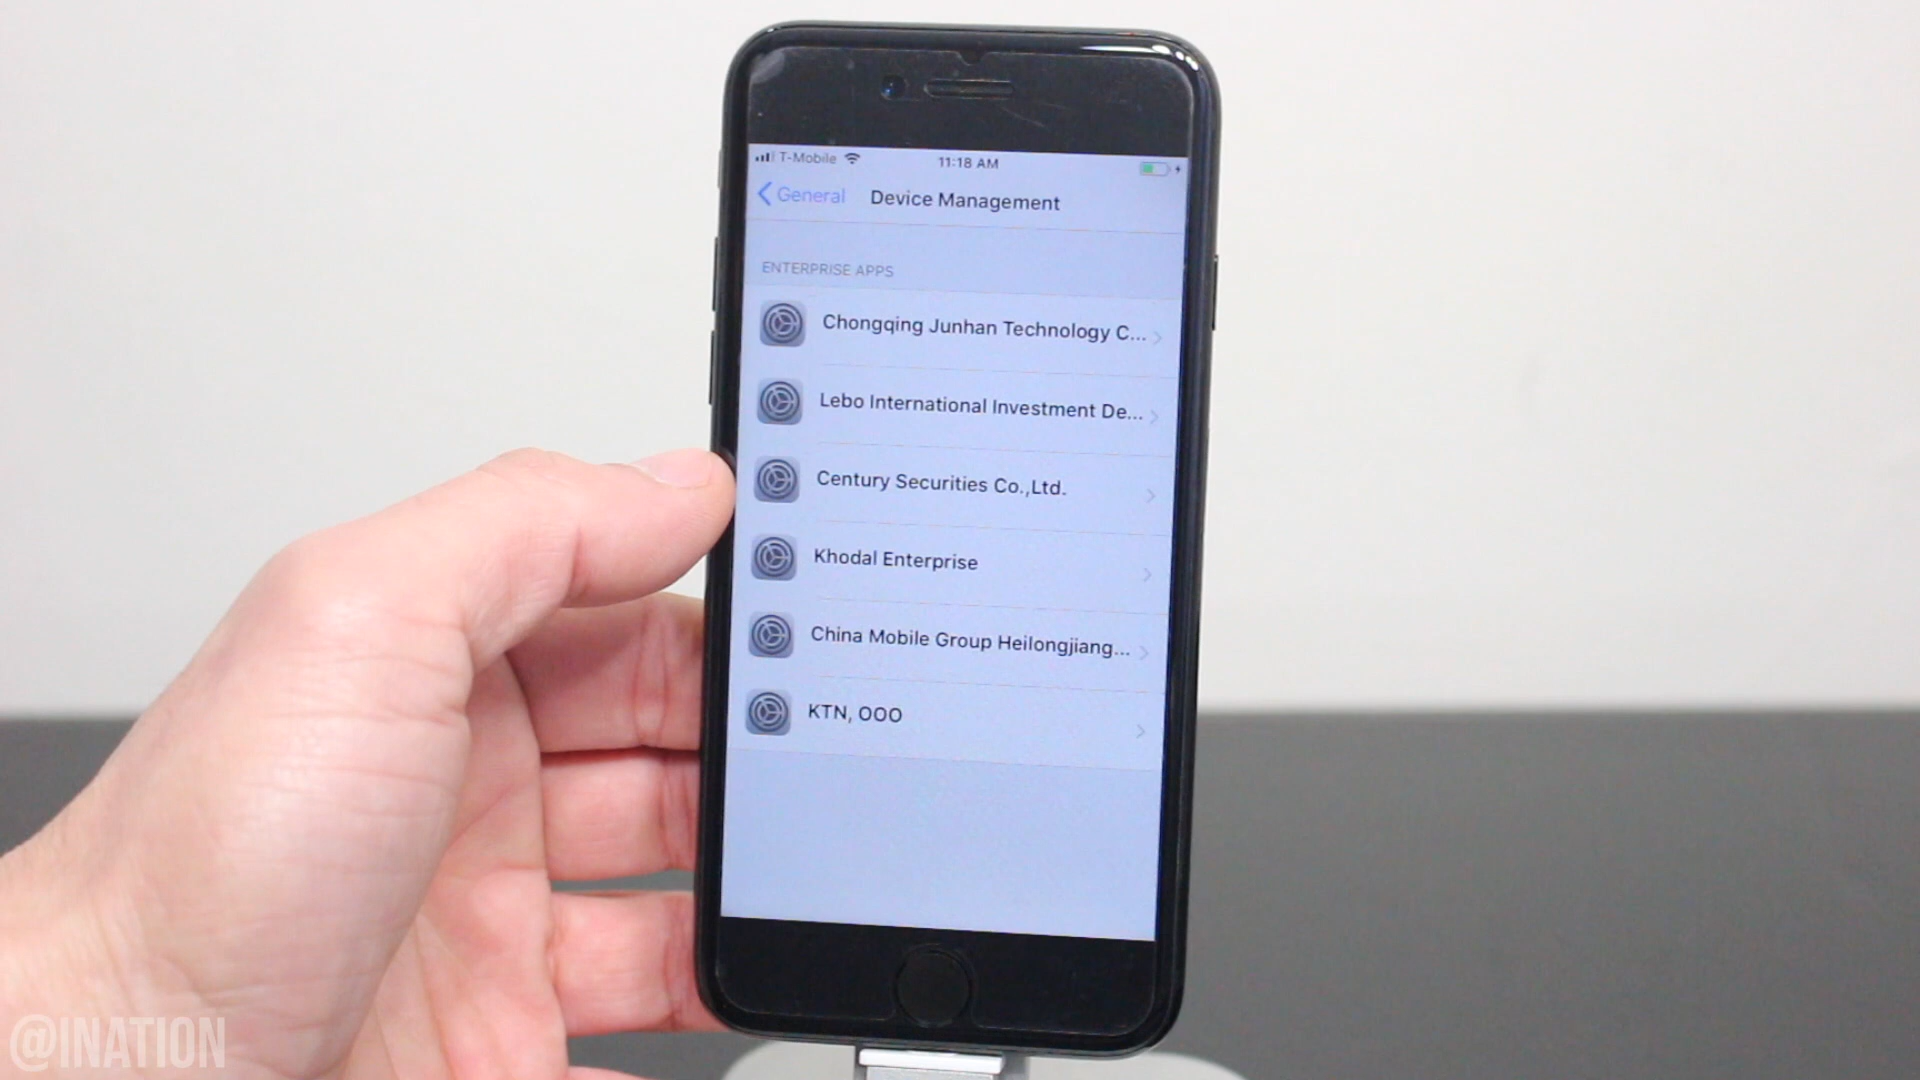 T-Mobile 11:18 AM
General Device Management
ENTERPRISE APPS
Chongqing Junhan Technology C...
Lebo International Investment De...
Century Securities Co.,Ltd.
Khodal Enterprise
China Mobile Group Heilongjiang...
KTN, OOO
@INATION